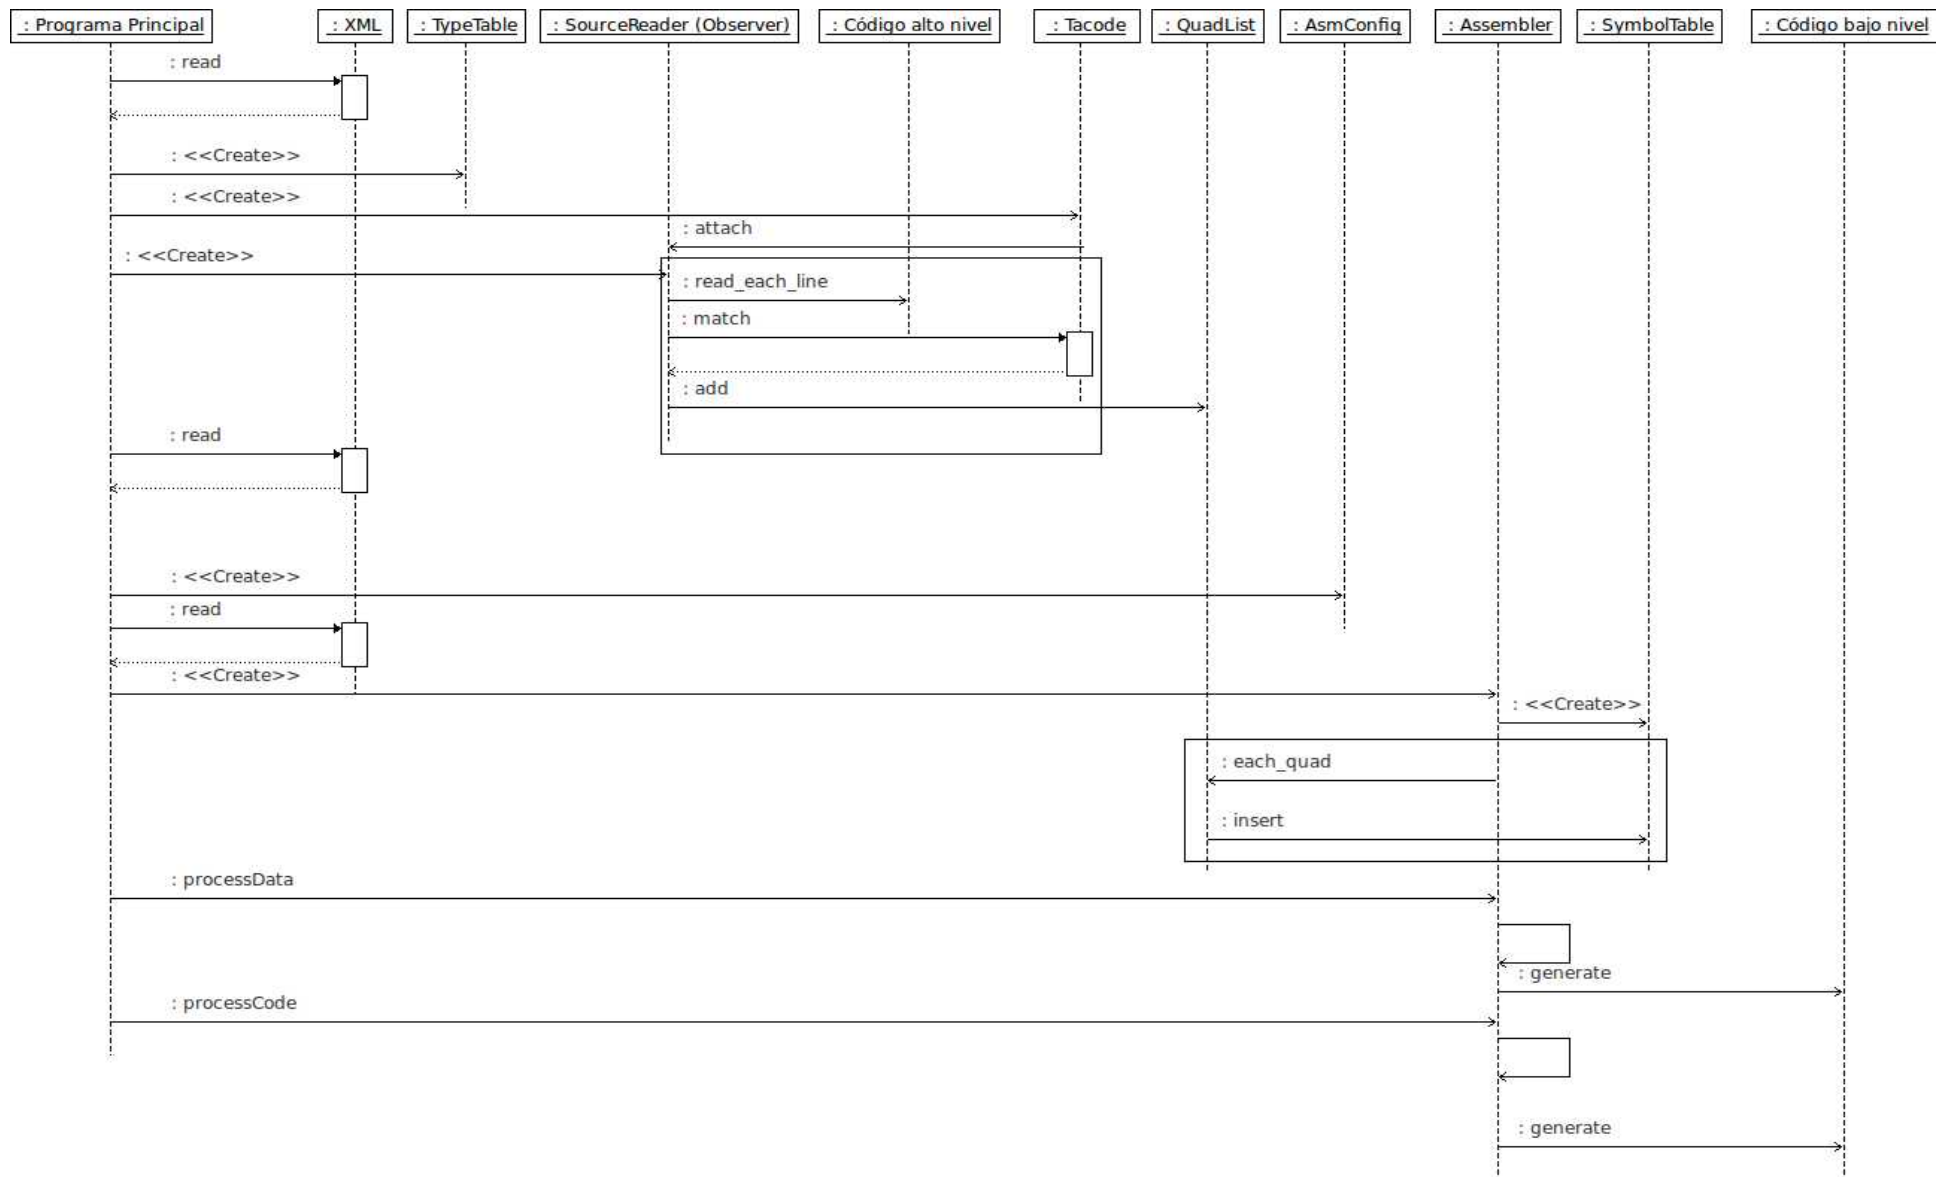 : Programa Principal
: XML
: TypeTable
: SourceReader (Observer)
: Código alto nivel
: Tacode
: QuadList
: AsmConfig
: Assembler
: SymbolTable
: Código bajo nivel
: read
: <<Create>>
: <<Create>>
: attach
: <<Create>>
: read_each_line
: match
: add
: read
: <<Create>>
: read
: <<Create>>
: <<Create>>
: each_quad
: insert
: processData
: generate
: processCode
: generate